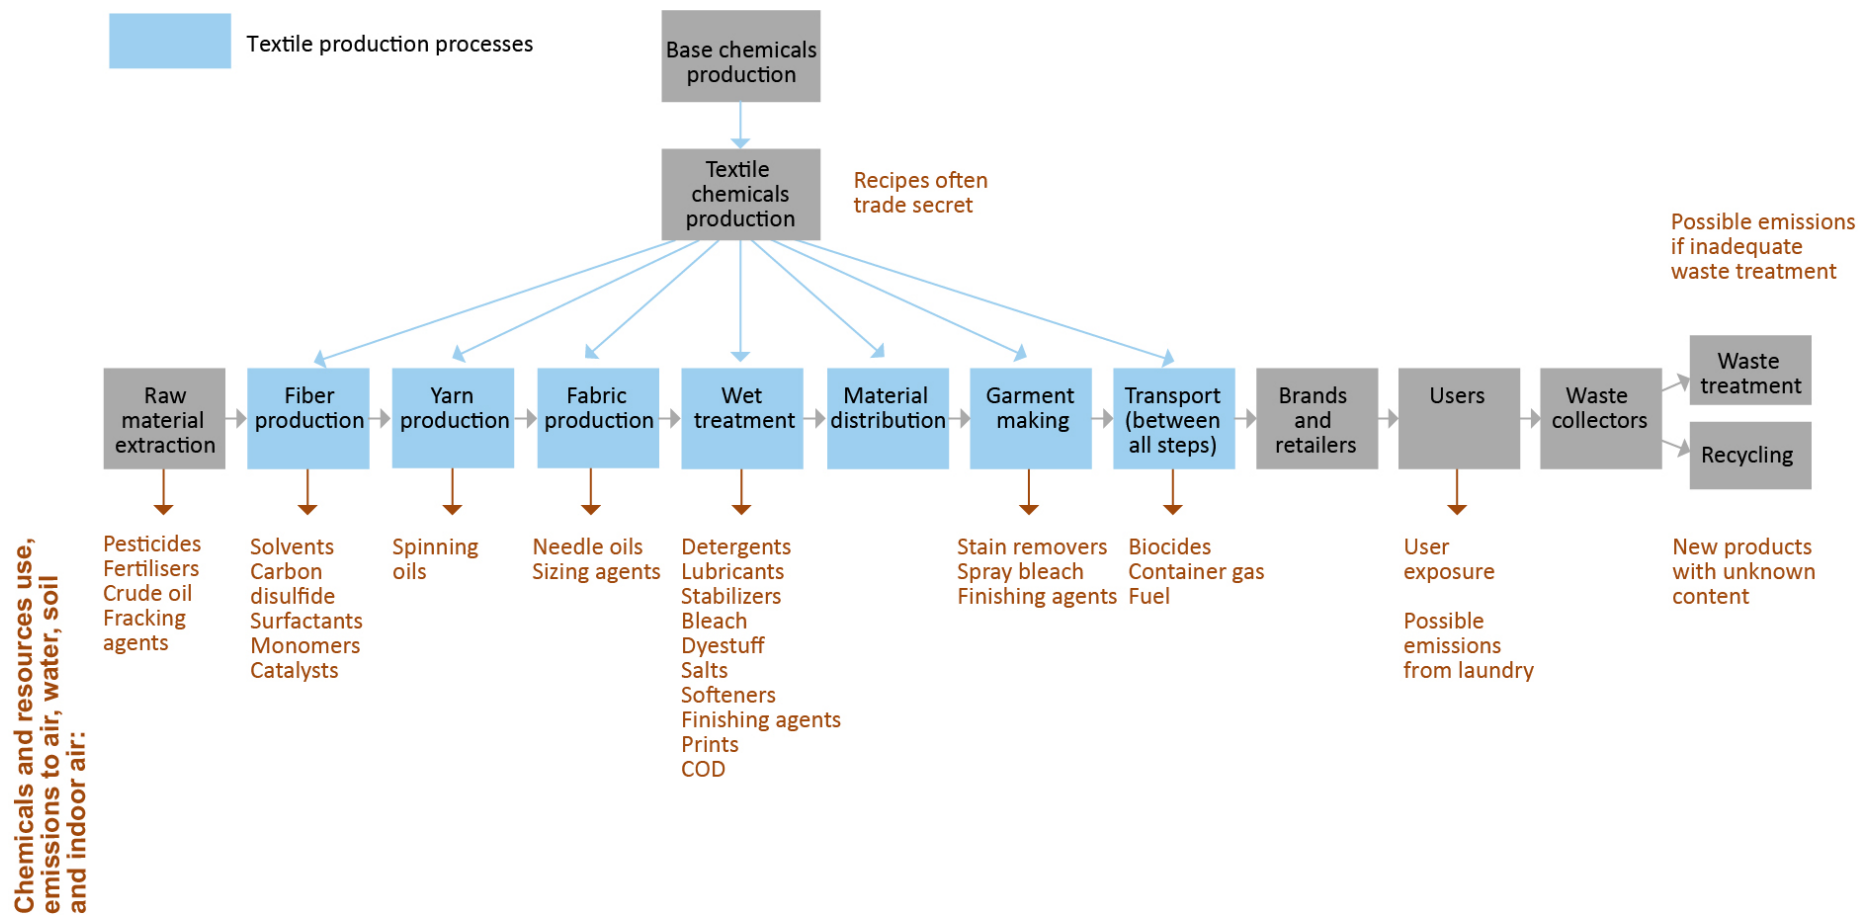 Textile production processes
Base chemicals
production
Textile
chemicals
production
Recipes often
trade secret
Possible emissions
if inadequate
waste treatment
Raw
material
extraction
Fiber
production
Yarn
production
Fabric
production
Wet
treatment
Material
distribution
Garment
making
Transport
(between
all steps)
Brands
and
retailers
Users
Waste
collectors
Waste
treatment
Recycling
Chemicals and resources use,
emissions to air, water, soil
and indoor air:
Pesticides
Fertilisers
Crude oil
Fracking
agents
Solvents
Carbon
disulfide
Surfactants
Monomers
Catalysts
Spinning
oils
Needle oils
Sizing agents
Detergents
Lubricants
Stabilizers
Bleach
Dyestuff
Salts
Softeners
Finishing agents
Prints
COD
Stain removers
Spray bleach
Finishing agents
Biocides
Container gas
Fuel
User
exposure
Possible
emissions
from laundry
New products
with unknown
content